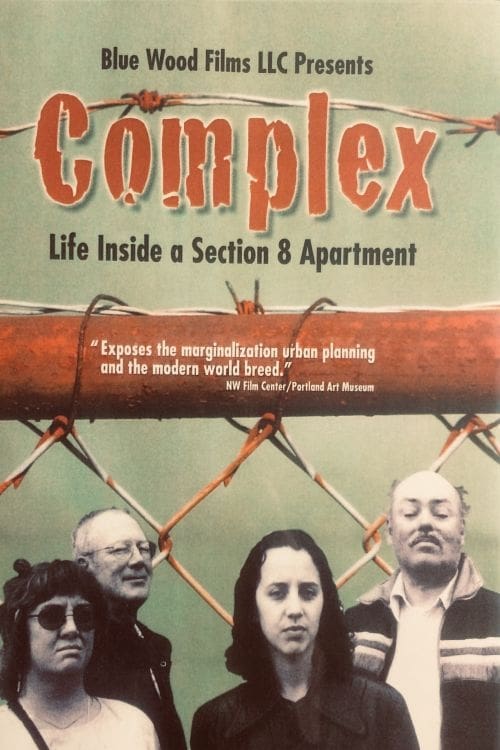 Blue Wood Films LLC Presents
Complex
Life Inside a Section 8 Apartment
"Exposes the marginalization urban planning
and the modern world breed."
NW Film Center/Portland Art Museum